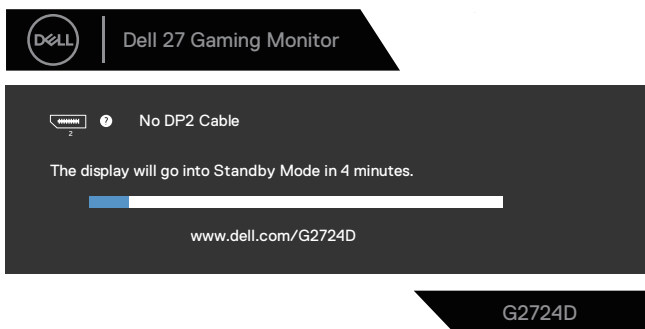 DELL
Dell 27 Gaming Monitor
? No DP2 Cable
2
The display will go into Standby Mode in 4 minutes.
www.dell.com/G2724D
G2724D